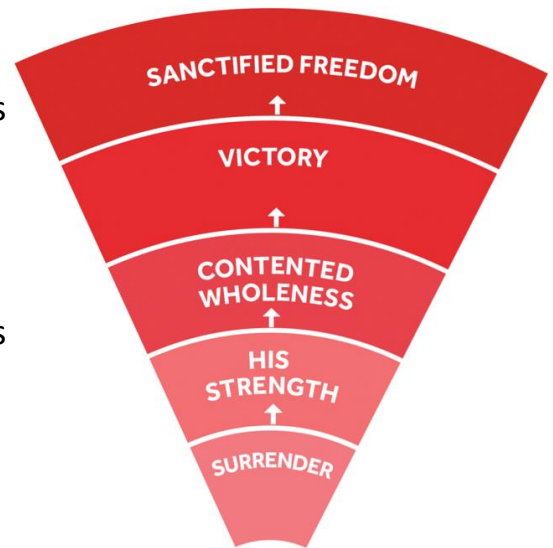 SANCTIFIED FREEDOM
s
VICTORY
CONTENTED
WHOLENESS
s
HIS
STRENGTH
SURRENDER